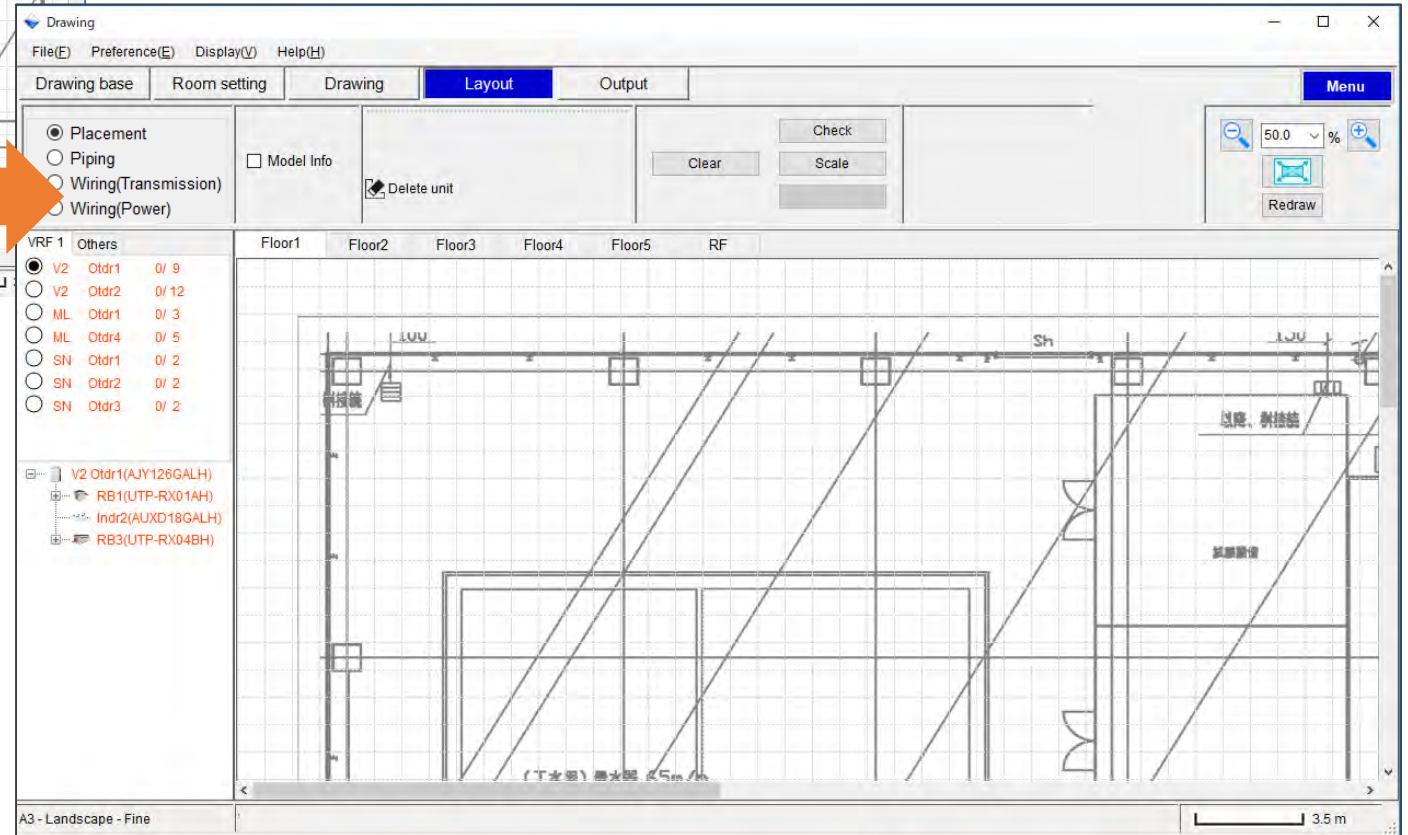 Drawing
File(F) Preference(E) Display(V) Help(H)
Drawing base Room setting Drawing Layout Output Menu
Placement
Piping
Wiring(Transmission)
Wiring(Power)
Model Info
Delete unit
Clear
Check
Scale
50.0 %
Redraw
VRF 1 Others
V2 Otdr1 0/ 9
V2 Otdr2 0/ 12
ML Otdr1 0/ 3
ML Otdr4 0/ 5
SN Otdr1 0/ 2
SN Otdr2 0/ 2
SN Otdr3 0/ 2
V2 Otdr1(AJY126GALH)
RB1(UTP-RX01AH)
Indr2(AUXD18GALH)
RB3(UTP-RX04BH)
Floor1 Floor2 Floor3 Floor4 Floor5 RF
100
Sh
150
A3 - Landscape - Fine
3.5 m